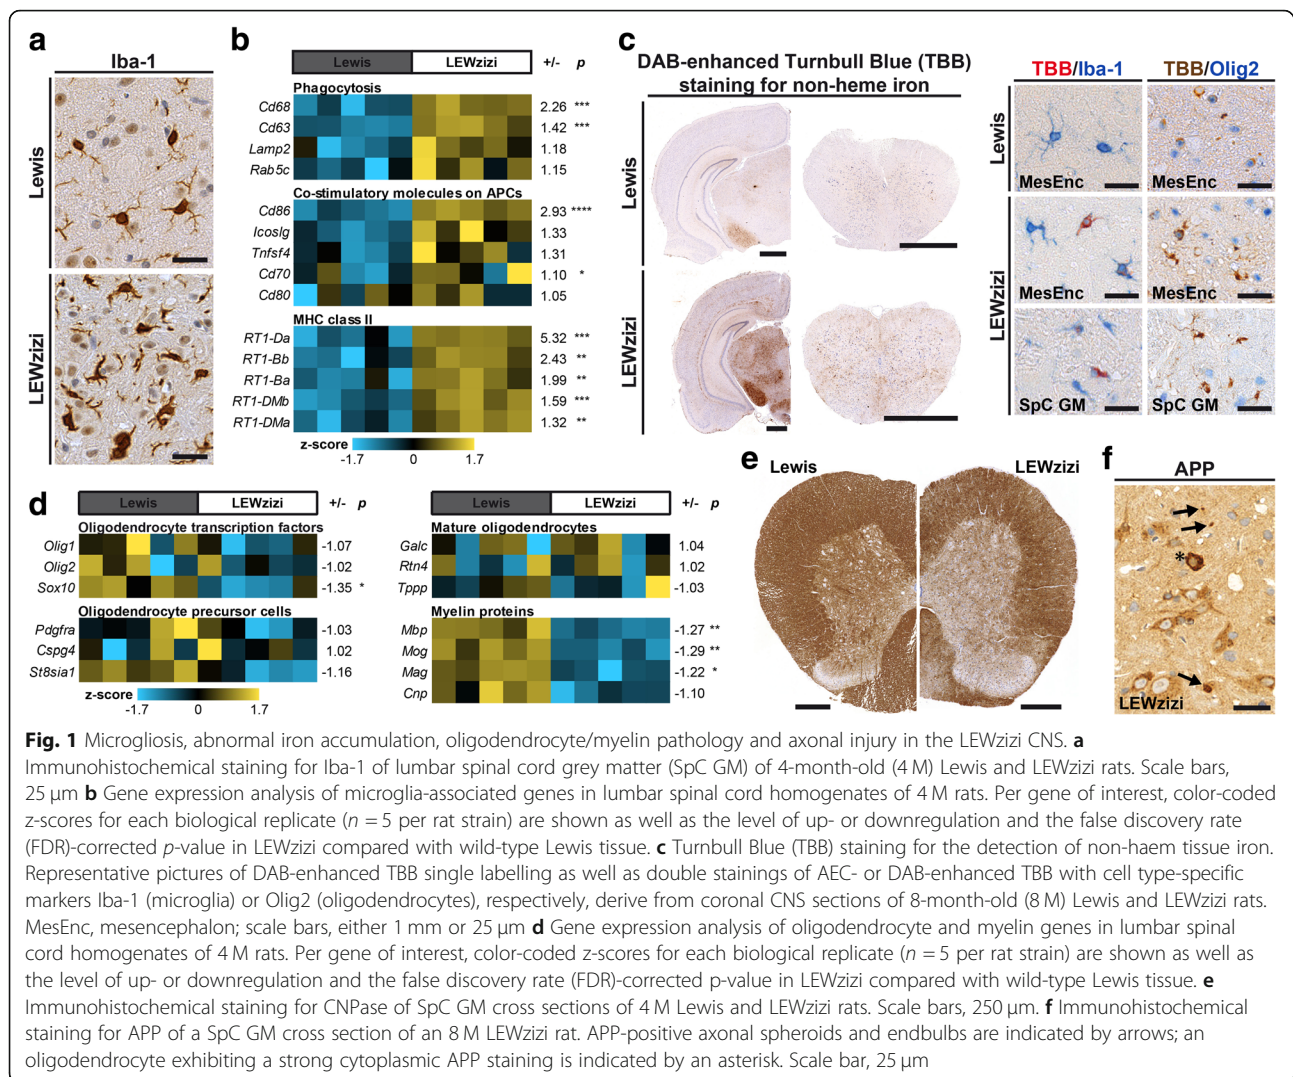 a
Iba-1
Lewis
LEWzizi
b
Lewis LEWzizi +/- p
Phagocytosis
Cd68 2.26 ***
Cd63 1.42 ***
Lamp2 1.18
Rab5c 1.15
Co-stimulatory molecules on APCs
Cd86 2.93 ****
Icoslg 1.33
Tnfsf4 1.31
Cd70 1.10 *
Cd80 1.05
MHC class II
RT1-Da 5.32 ***
RT1-Bb 2.43 **
RT1-Ba 1.99 **
RT1-DMb 1.59 ***
RT1-DMa 1.32 **
z-score
-1.7 0 1.7
c
DAB-enhanced Turnbull Blue (TBB)
staining for non-heme iron
Lewis
LEWzizi
TBB/Iba-1 TBB/Olig2
Lewis
MesEnc MesEnc
LEWzizi
MesEnc MesEnc
SpC GM SpC GM
d
Lewis LEWzizi +/- p
Oligodendrocyte transcription factors
Olig1 -1.07
Olig2 -1.02
Sox10 -1.35 *
Oligodendrocyte precursor cells
Pdgfra -1.03
Cspg4 1.02
St8sia1 -1.16
z-score
-1.7 0 1.7
Lewis LEWzizi +/- p
Mature oligodendrocytes
Galc 1.04
Rtn4 1.02
Tppp -1.03
Myelin proteins
Mbp -1.27 **
Mog -1.29 **
Mag -1.22 *
Cnp -1.10
e
Lewis LEWzizi
f
APP
*
LEWzizi
Fig. 1 Microgliosis, abnormal iron accumulation, oligodendrocyte/myelin pathology and axonal injury in the LEWzizi CNS. a
Immunohistochemical staining for Iba-1 of lumbar spinal cord grey matter (SpC GM) of 4-month-old (4 M) Lewis and LEWzizi rats. Scale bars,
25 μm b Gene expression analysis of microglia-associated genes in lumbar spinal cord homogenates of 4 M rats. Per gene of interest, color-coded
z-scores for each biological replicate (n = 5 per rat strain) are shown as well as the level of up- or downregulation and the false discovery rate
(FDR)-corrected p-value in LEWzizi compared with wild-type Lewis tissue. c Turnbull Blue (TBB) staining for the detection of non-haem tissue iron.
Representative pictures of DAB-enhanced TBB single labelling as well as double stainings of AEC- or DAB-enhanced TBB with cell type-specific
markers Iba-1 (microglia) or Olig2 (oligodendrocytes), respectively, derive from coronal CNS sections of 8-month-old (8 M) Lewis and LEWzizi rats.
MesEnc, mesencephalon; scale bars, either 1 mm or 25 μm d Gene expression analysis of oligodendrocyte and myelin genes in lumbar spinal
cord homogenates of 4 M rats. Per gene of interest, color-coded z-scores for each biological replicate (n = 5 per rat strain) are shown as well as
the level of up- or downregulation and the false discovery rate (FDR)-corrected p-value in LEWzizi compared with wild-type Lewis tissue. e
Immunohistochemical staining for CNPase of SpC GM cross sections of 4 M Lewis and LEWzizi rats. Scale bars, 250 μm. f Immunohistochemical
staining for APP of a SpC GM cross section of an 8 M LEWzizi rat. APP-positive axonal spheroids and endbulbs are indicated by arrows; an
oligodendrocyte exhibiting a strong cytoplasmic APP staining is indicated by an asterisk. Scale bar, 25 μm